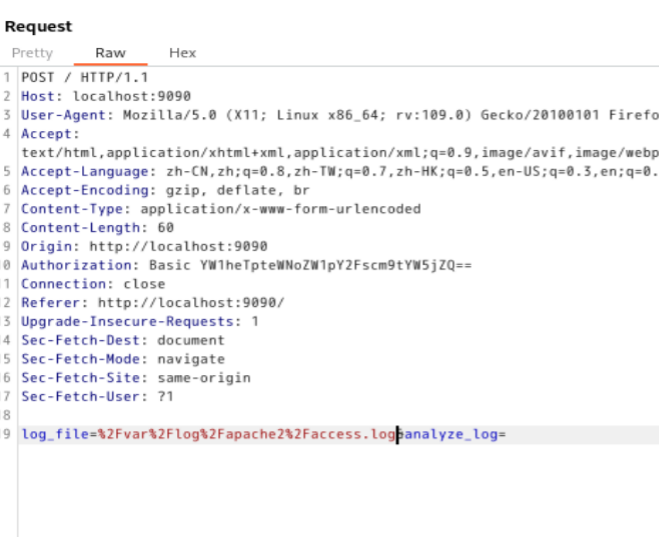 Request
Pretty Raw Hex
1 POST / HTTP/1.1
2 Host: localhost:9090
3 User-Agent: Mozilla/5.0 (X11; Linux x86_64; rv:109.0) Gecko/20100101 Firefo
4 Accept:
text/html,application/xhtml+xml,application/xml;q=0.9,image/avif,image/webp
5 Accept-Language: zh-CN,zh;q=0.8,zh-TW;q=0.7,zh-HK;q=0.5,en-US;q=0.3,en;q=0.
6 Accept-Encoding: gzip, deflate, br
7 Content-Type: application/x-www-form-urlencoded
8 Content-Length: 60
9 Origin: http://localhost:9090
0 Authorization: Basic YW1heTpteWNoZW1pY2Fscm9tYW5jZQ==
1 Connection: close
2 Referer: http://localhost:9090/
3 Upgrade-Insecure-Requests: 1
4 Sec-Fetch-Dest: document
5 Sec-Fetch-Mode: navigate
6 Sec-Fetch-Site: same-origin
7 Sec-Fetch-User: ?1
8
9 log_file=%2Fvar%2Flog%2Fapache2%2Faccess.log&analyze_log=